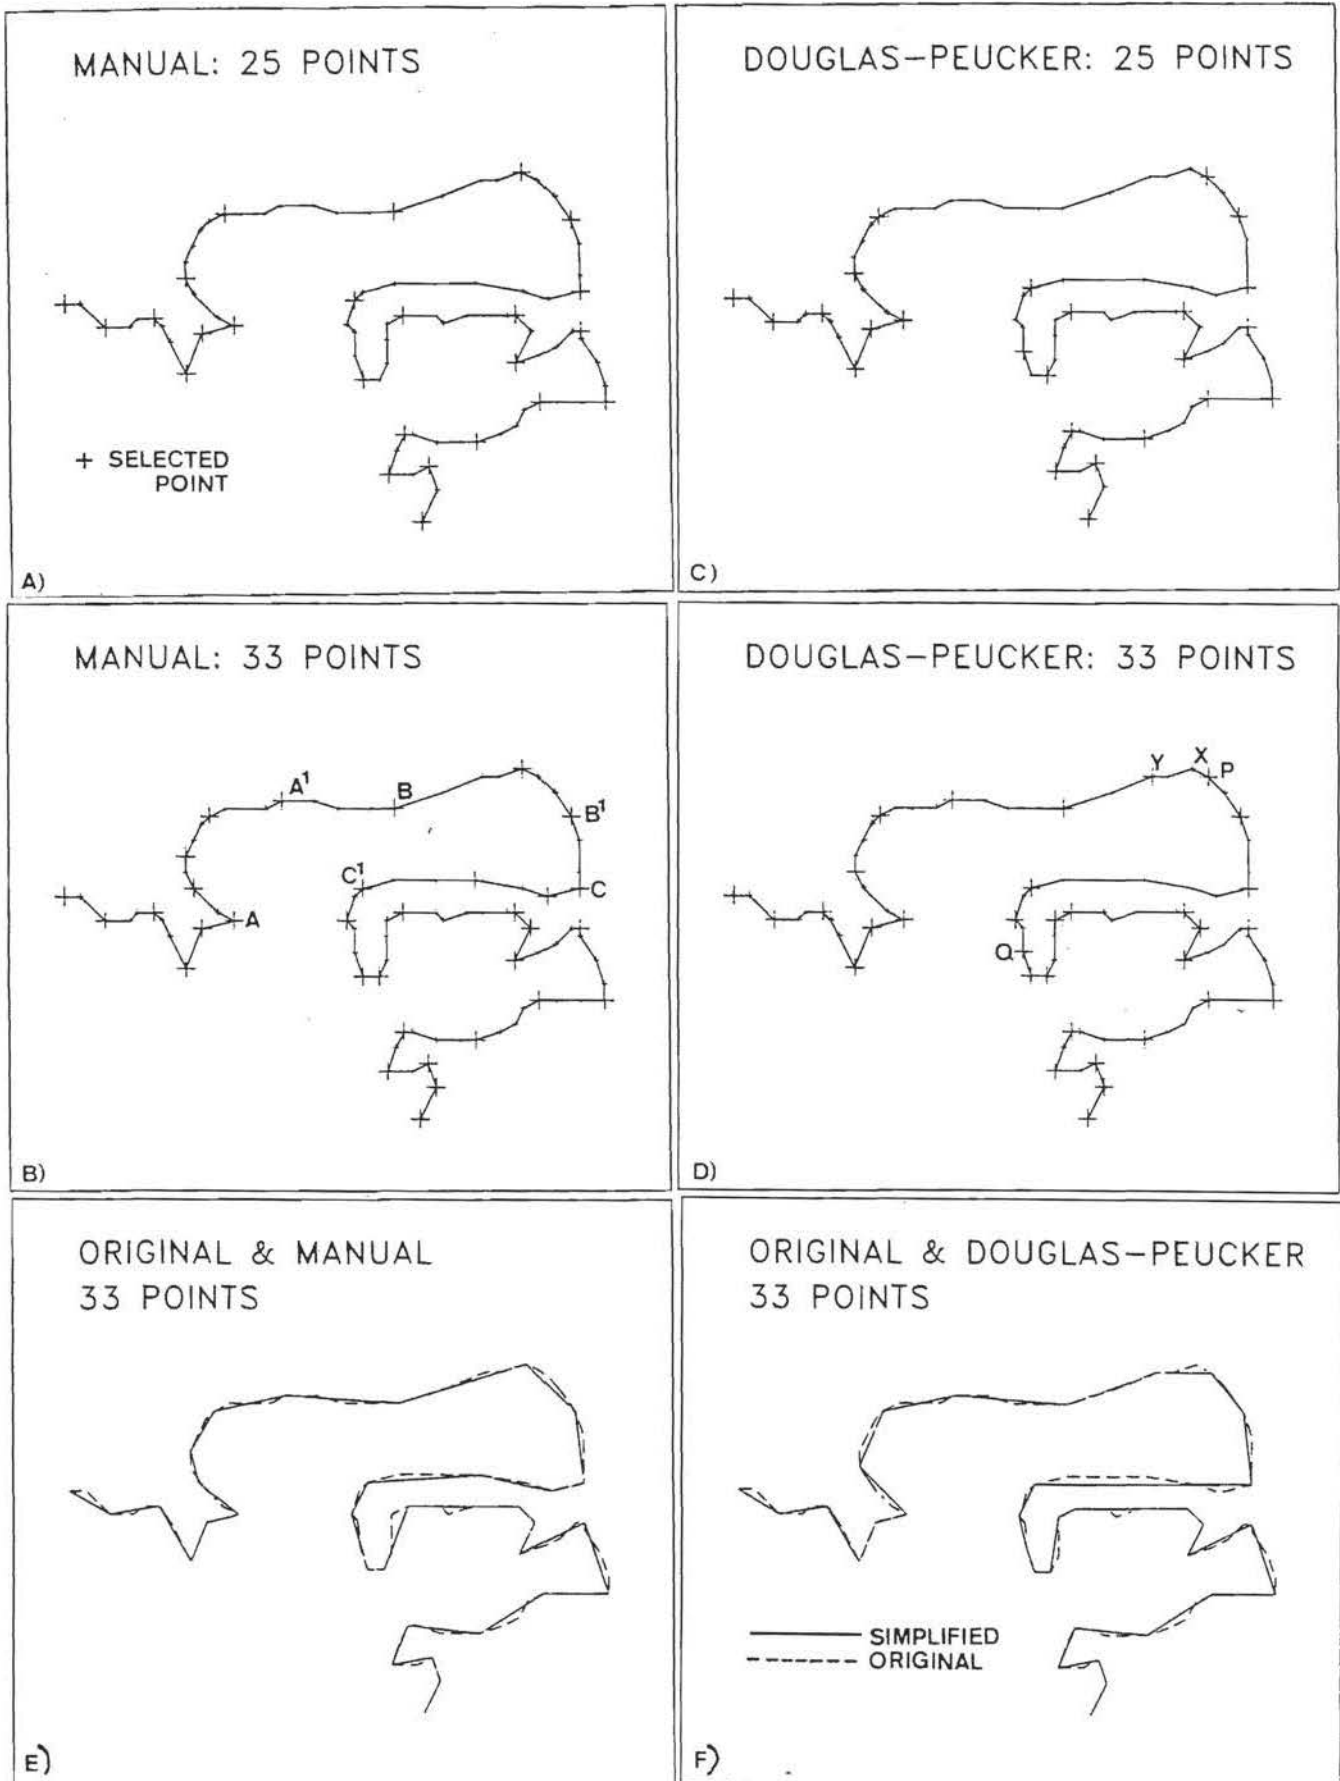 MANUAL: 25 POINTS
+ SELECTED
POINT
A)
DOUGLAS-PEUCKER: 25 POINTS
C)
MANUAL: 33 POINTS
A¹
B
B¹
C¹
C
A
B)
DOUGLAS-PEUCKER: 33 POINTS
Y
X
P
Q
D)
ORIGINAL & MANUAL
33 POINTS
E)
ORIGINAL & DOUGLAS-PEUCKER
33 POINTS
SIMPLIFIED
ORIGINAL
F)